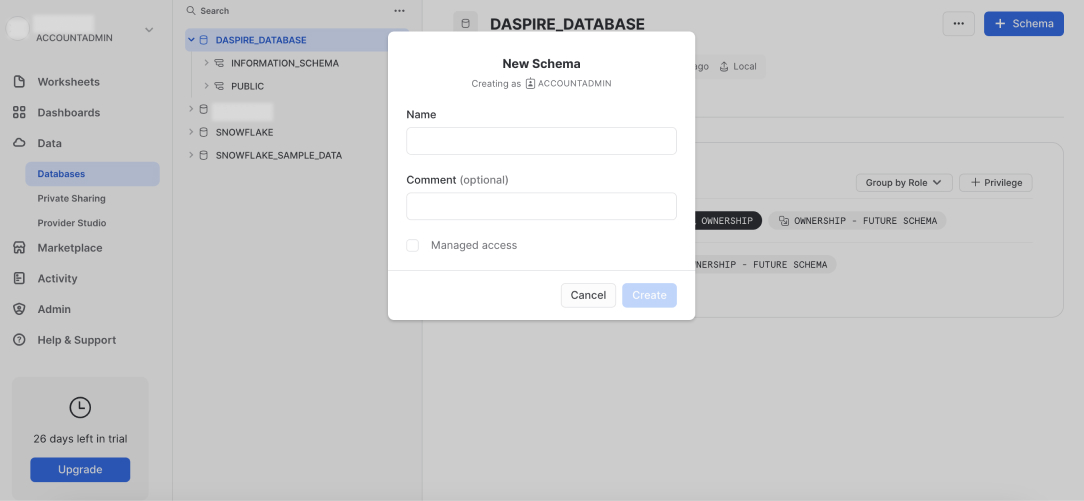 ACCOUNTADMIN
Worksheets
Dashboards
Data
Databases
Private Sharing
Provider Studio
Marketplace
Activity
Admin
Help & Support
26 days left in trial
Upgrade
Search
DASPIRE_DATABASE
INFORMATION_SCHEMA
PUBLIC
SNOWFLAKE
SNOWFLAKE_SAMPLE_DATA
DASPIRE_DATABASE
+ Schema
ago Local
Group by Role + Privilege
OWNERSHIP OWNERSHIP - FUTURE SCHEMA
NERSHIP - FUTURE SCHEMA
New Schema
Creating as ACCOUNTADMIN
Name
Comment (optional)
Managed access
Cancel Create